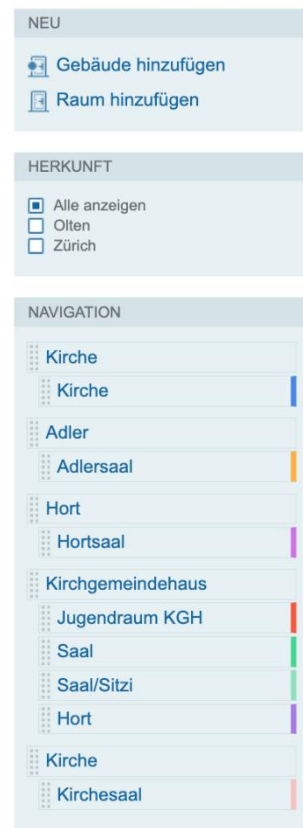 NEU
Gebäude hinzufügen
Raum hinzufügen
HERKUNFT
Alle anzeigen
Olten
Zürich
NAVIGATION
Kirche
Kirche
Adler
Adlersaal
Hort
Hortsaal
Kirchgemeindehaus
Jugendraum KGH
Saal
Saal/Sitzi
Hort
Kirche
Kirchesaal